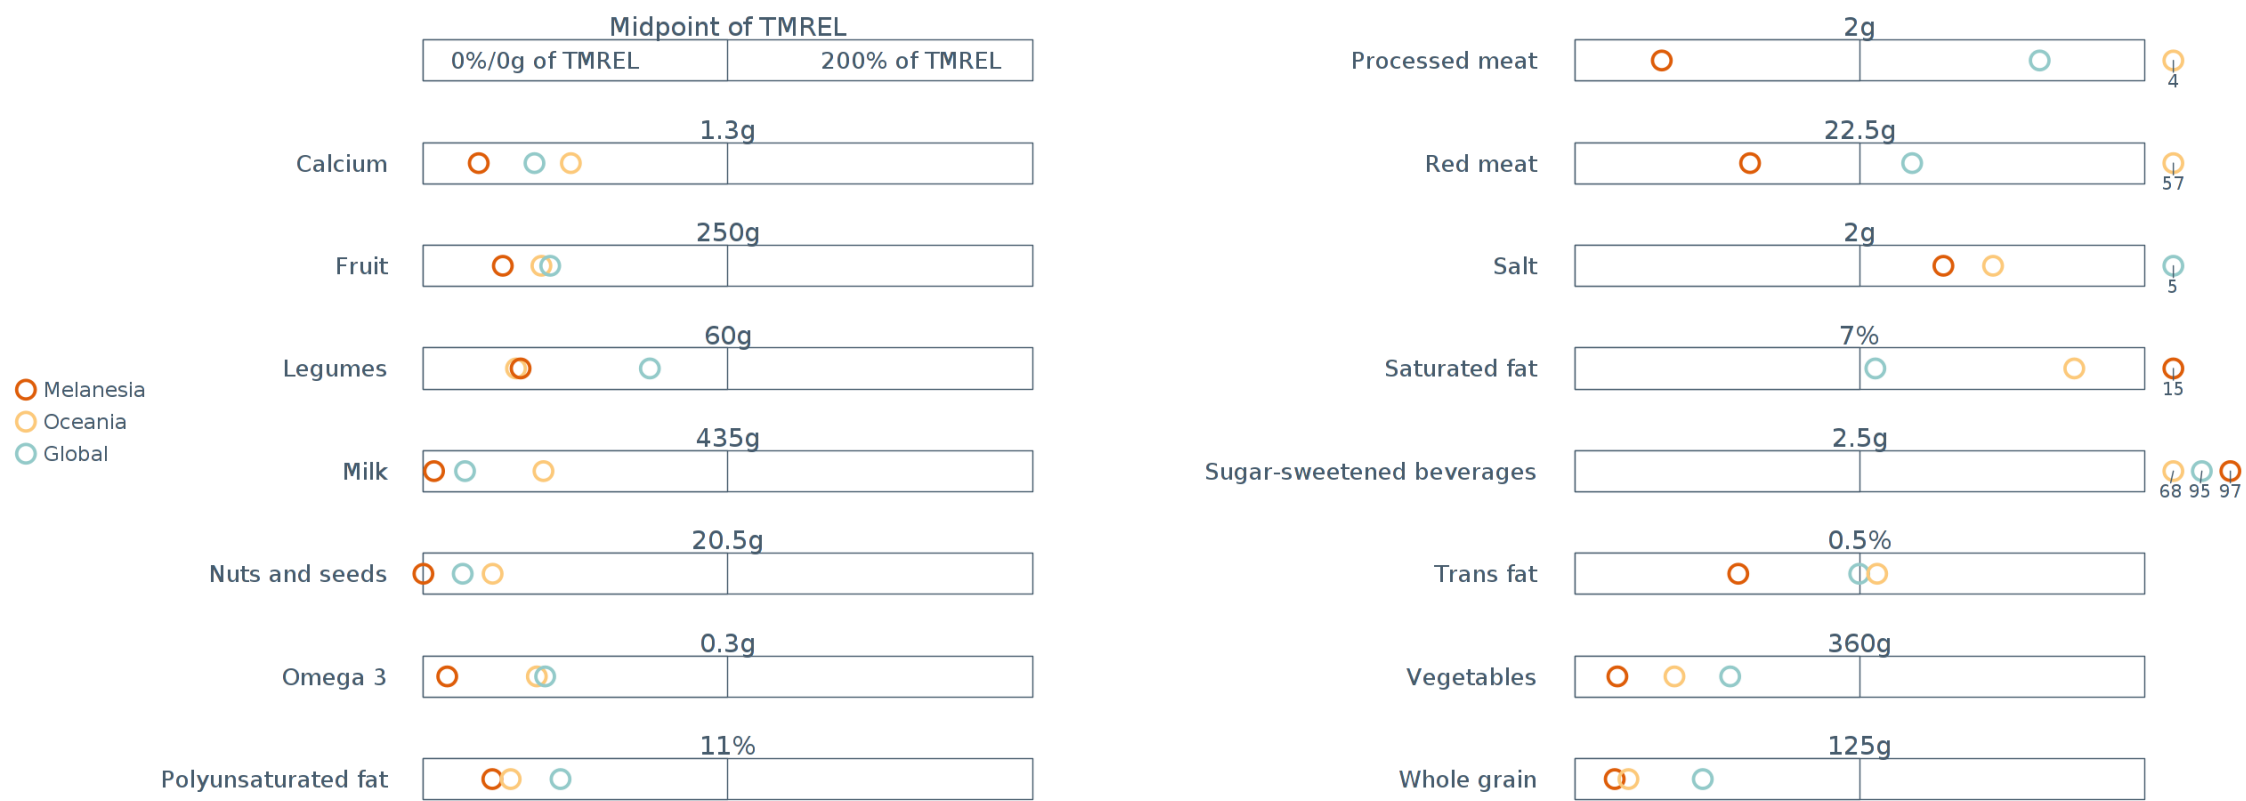 Midpoint of TMREL
0%/0g of TMREL 200% of TMREL
1.3g
Calcium
250g
Fruit
60g
Legumes
435g
Milk
20.5g
Nuts and seeds
0.3g
Omega 3
11%
Polyunsaturated fat
Melanesia
Oceania
Global
2g
Processed meat
4
22.5g
Red meat
57
2g
Salt
5
7%
Saturated fat
15
2.5g
Sugar-sweetened beverages
68 95 97
0.5%
Trans fat
360g
Vegetables
125g
Whole grain